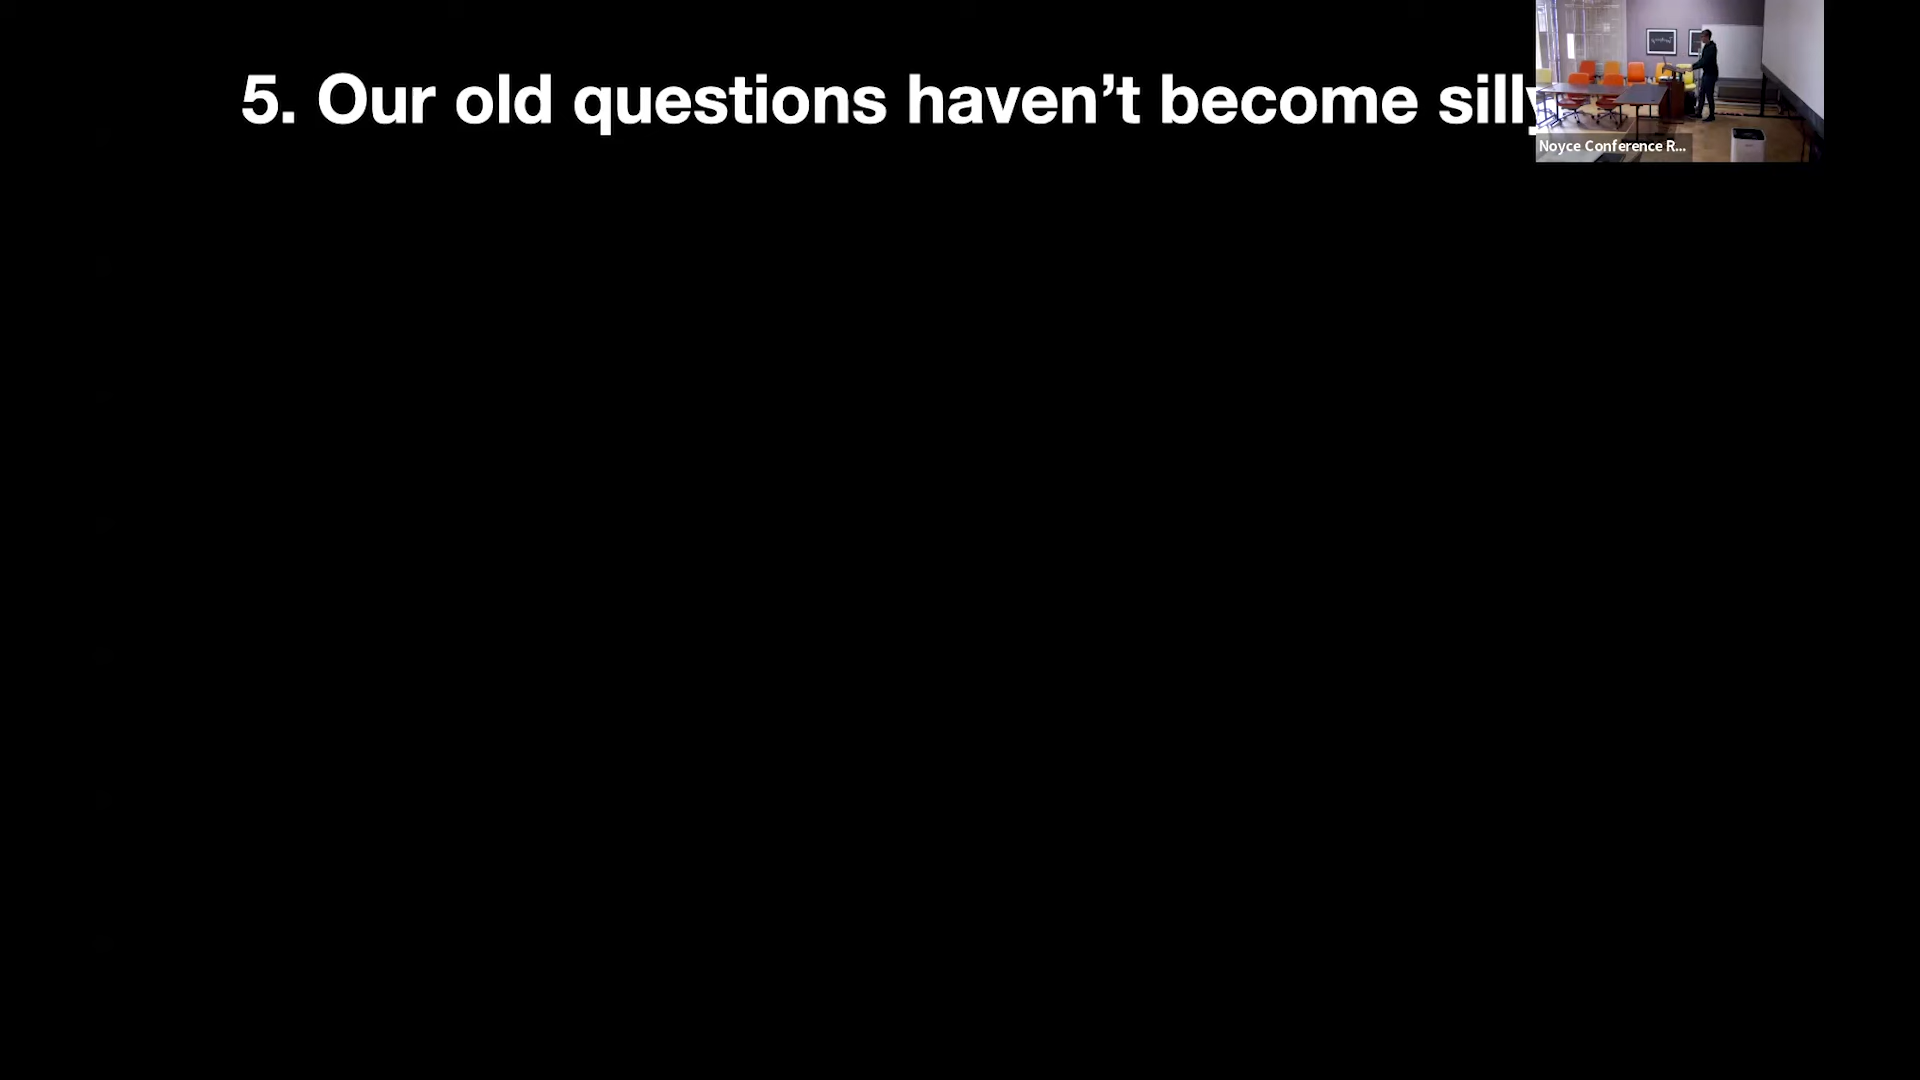 5. Our old questions haven’t become silly
Noyce Conference R...